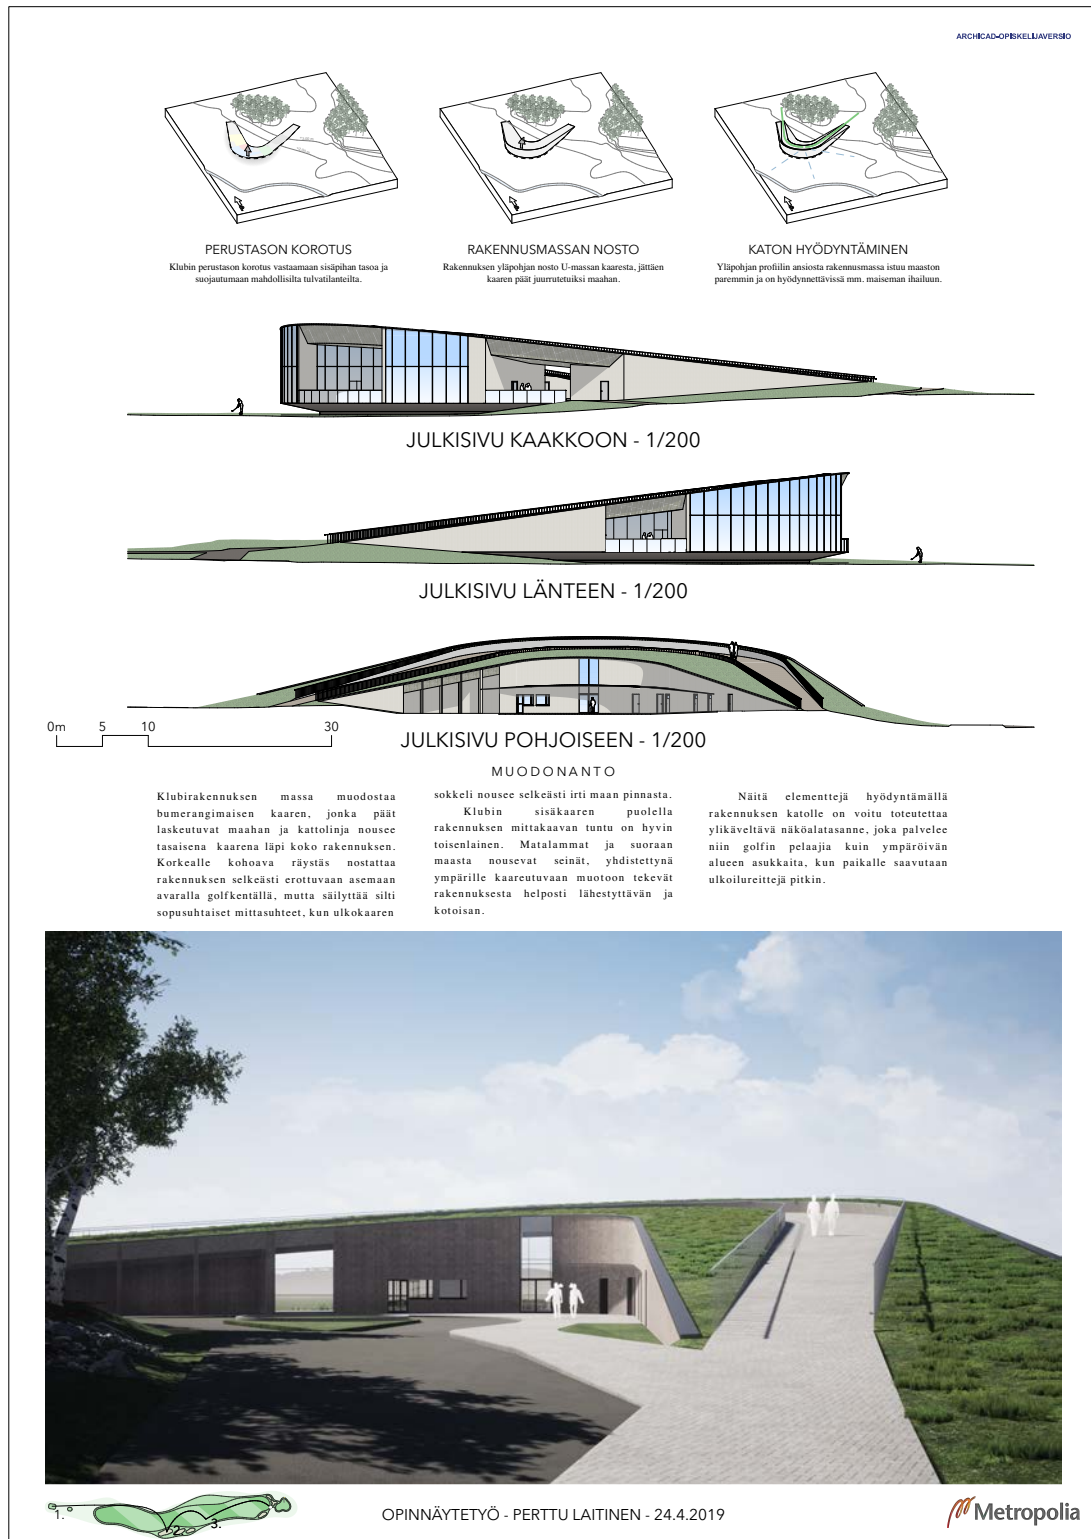 ARCHICAD-OPISKELIJAVERSIO
PERUSTASON KOROTUS
Klubin perustason korotus vastaamaan sisäpihan tasoa ja
suojautumaan mahdollisilta tulvatilanteilta.
RAKENNUSMASSAN NOSTO
Rakennuksen yläpohjan nosto U-massan kaaresta, jättäen
kaaren päät juurrutetuiksi maahan.
KATON HYÖDYNTÄMINEN
Yläpohjan profiilin ansiosta rakennusmassa istuu maaston
paremmin ja on hyödynnettävissä mm. maiseman ihailuun.
JULKISIVU KAAKKOON - 1/200
JULKISIVU LÄNTEEN - 1/200
0m 5 10 30
JULKISIVU POHJOISEEN - 1/200
MUODONANTO
Klubirakennuksen massa muodostaa
bumerangimaisen kaaren, jonka päät
laskeutuvat maahan ja kattolinja nousee
tasaisena kaarena läpi koko rakennuksen.
Korkealle kohoava räystäs nostattaa
rakennuksen selkeästi erottuvaan asemaan
avaralla golfkentällä, mutta säilyttää silti
sopusuhtaiset mittasuhteet, kun ulkokaaren
sokkeli nousee selkeästi irti maan pinnasta.
Klubin sisäkaaren puolella
rakennuksen mittakaavan tuntu on hyvin
toisenlainen. Matalammat ja suoraan
maasta nousevat seinät, yhdistettynä
ympärille kaareutuvaan muotoon tekevät
rakennuksesta helposti lähestyttävän ja
kotoisan.
Näitä elementtejä hyödyntämällä
rakennuksen katolle on voitu toteutettaa
ylikäveltävä näköalatasanne, joka palvelee
niin golfin pelaajia kuin ympäröivän
alueen asukkaita, kun paikalle saavutaan
ulkoilureittejä pitkin.
1.
2.
3.
OPINNÄYTETYÖ - PERTTU LAITINEN - 24.4.2019
Metropolia